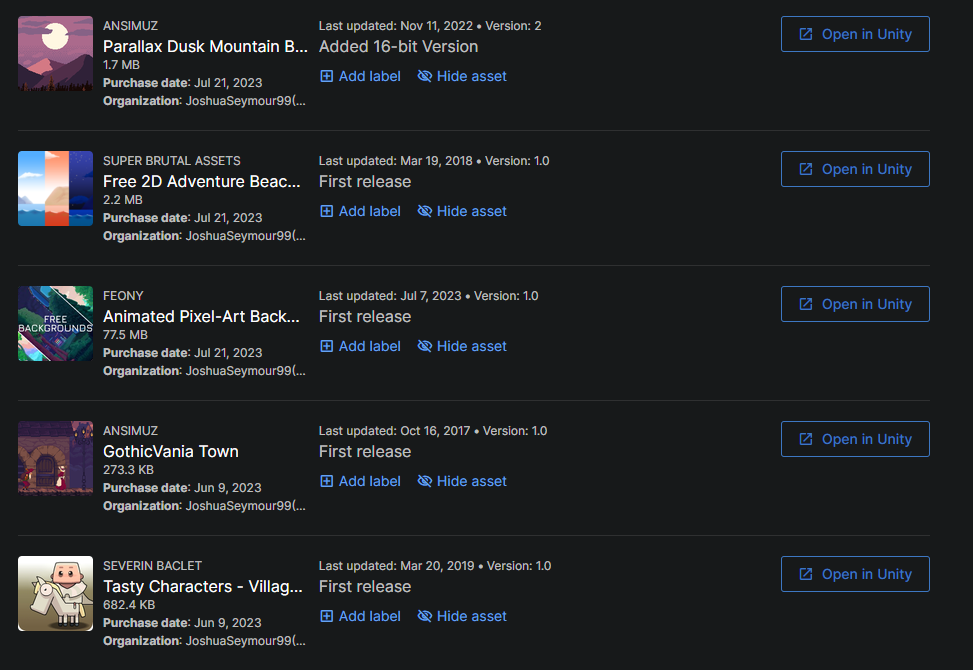 ANSIMUZ
Parallax Dusk Mountain B...
1.7 MB
Purchase date: Jul 21, 2023
Organization: JoshuaSeymour99(...
Last updated: Nov 11, 2022 • Version: 2
Added 16-bit Version
Add label Hide asset
Open in Unity
SUPER BRUTAL ASSETS
Free 2D Adventure Beac...
2.2 MB
Purchase date: Jul 21, 2023
Organization: JoshuaSeymour99(...
Last updated: Mar 19, 2018 • Version: 1.0
First release
Add label Hide asset
Open in Unity
FREE
BACKGROUNDS
FEONY
Animated Pixel-Art Back...
77.5 MB
Purchase date: Jul 21, 2023
Organization: JoshuaSeymour99(...
Last updated: Jul 7, 2023 • Version: 1.0
First release
Add label Hide asset
Open in Unity
ANSIMUZ
GothicVania Town
273.3 KB
Purchase date: Jun 9, 2023
Organization: JoshuaSeymour99(...
Last updated: Oct 16, 2017 • Version: 1.0
First release
Add label Hide asset
Open in Unity
SEVERIN BACLET
Tasty Characters - Villag...
682.4 KB
Purchase date: Jun 9, 2023
Organization: JoshuaSeymour99(...
Last updated: Mar 20, 2019 • Version: 1.0
First release
Add label Hide asset
Open in Unity